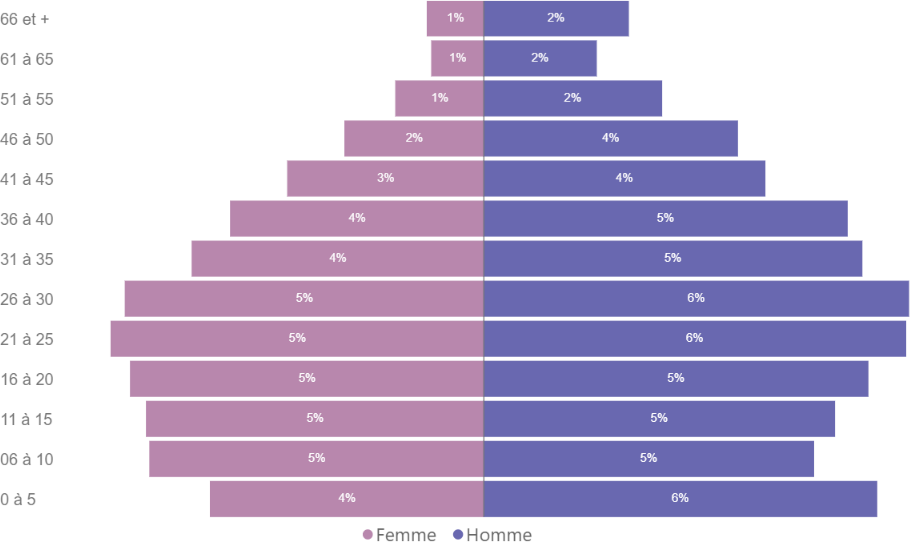 66 et + 1% 2%
61 à 65 1% 2%
51 à 55 1% 2%
46 à 50 2% 4%
41 à 45 3% 4%
36 à 40 4% 5%
31 à 35 4% 5%
26 à 30 5% 6%
21 à 25 5% 6%
16 à 20 5% 5%
11 à 15 5% 5%
06 à 10 5% 5%
0 à 5 4% 6%
Femme Homme